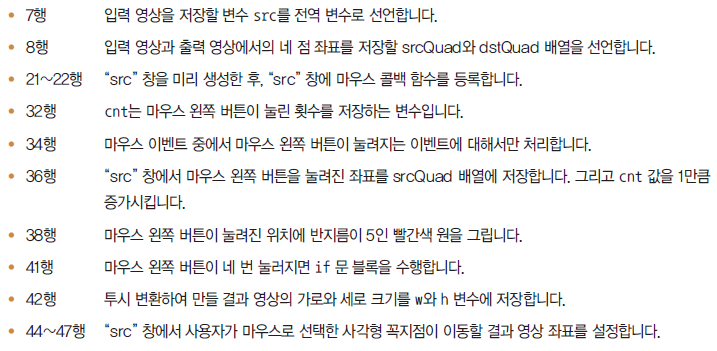 • 7행 입력 영상을 저장할 변수 src를 전역 변수로 선언합니다.
• 8행 입력 영상과 출력 영상에서의 네 점 좌표를 저장할 srcQuad와 dstQuad 배열을 선언합니다.
• 21~22행 “src” 창을 미리 생성한 후, “src” 창에 마우스 콜백 함수를 등록합니다.
• 32행 cnt는 마우스 왼쪽 버튼이 눌린 횟수를 저장하는 변수입니다.
• 34행 마우스 이벤트 중에서 마우스 왼쪽 버튼이 눌려지는 이벤트에 대해서만 처리합니다.
• 36행 “src” 창에서 마우스 왼쪽 버튼을 눌려진 좌표를 srcQuad 배열에 저장합니다. 그리고 cnt 값을 1만큼
증가시킵니다.
• 38행 마우스 왼쪽 버튼이 눌려진 위치에 반지름이 5인 빨간색 원을 그립니다.
• 41행 마우스 왼쪽 버튼이 네 번 눌러지면 if 문 블록을 수행합니다.
• 42행 투시 변환하여 만들 결과 영상의 가로와 세로 크기를 w와 h 변수에 저장합니다.
• 44~47행 “src” 창에서 사용자가 마우스로 선택한 사각형 꼭지점이 이동할 결과 영상 좌표를 설정합니다.